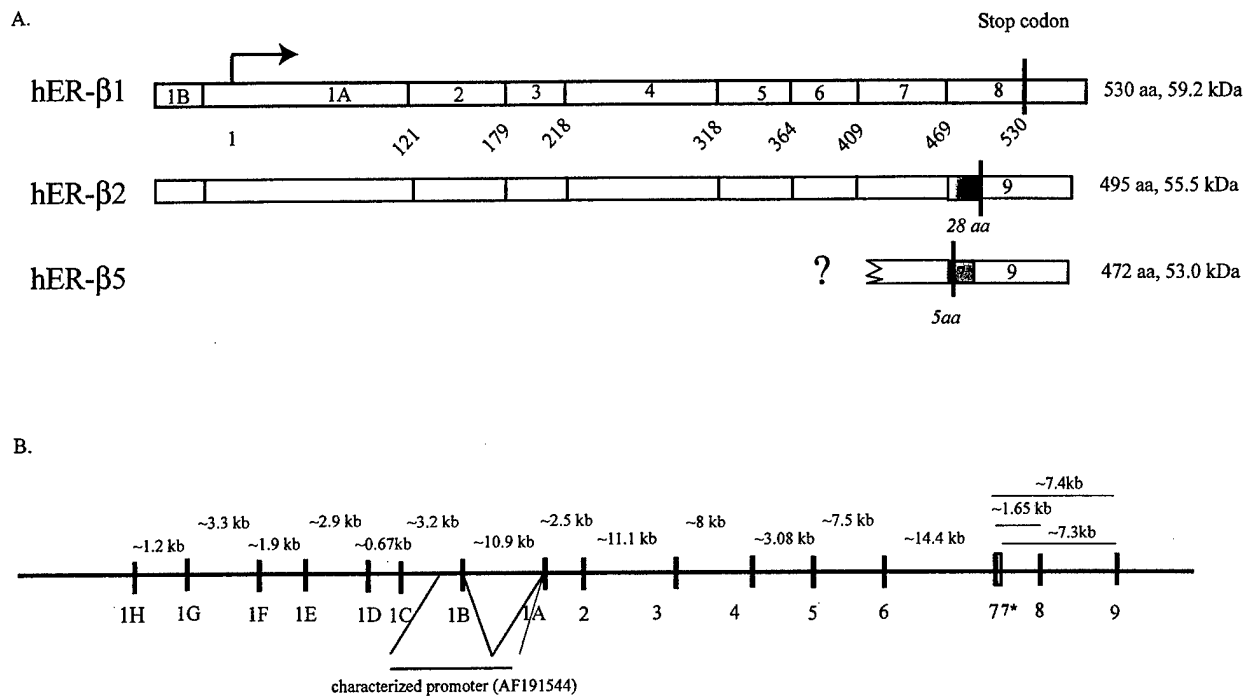 A.
Stop codon
hER-β1
1B
1A
2
3
4
5
6
7
8
530 aa, 59.2 kDa
1
121
179
218
318
364
409
469
530
hER-β2
9
495 aa, 55.5 kDa
28 aa
hER-β5
?
9
472 aa, 53.0 kDa
5aa
B.
~7.4kb
~3.3 kb
~2.9 kb
~3.2 kb
~2.5 kb
~8 kb
~7.5 kb
~1.65 kb
~1.2 kb
~1.9 kb
~0.67kb
~10.9 kb
~11.1 kb
~3.08 kb
~14.4 kb
~7.3kb
1H
1G
1F
1E
1D
1C
1B
1A
2
3
4
5
6
7
7*
8
9
characterized promoter (AF191544)